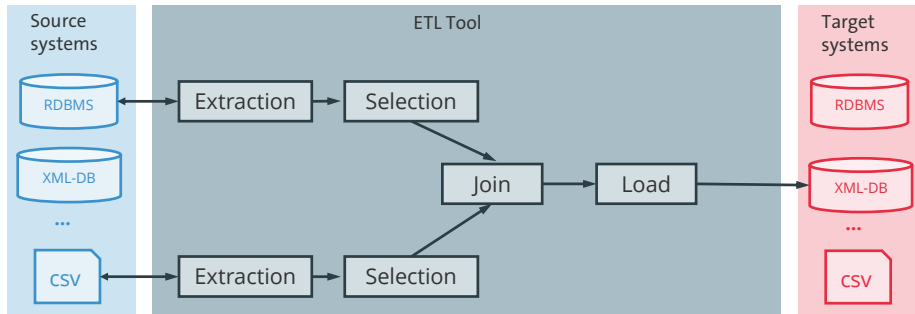 Source
systems
RDBMS
XML-DB
...
CSV
ETL Tool
Extraction
Selection
Join
Load
Extraction
Selection
Target
systems
RDBMS
XML-DB
...
CSV